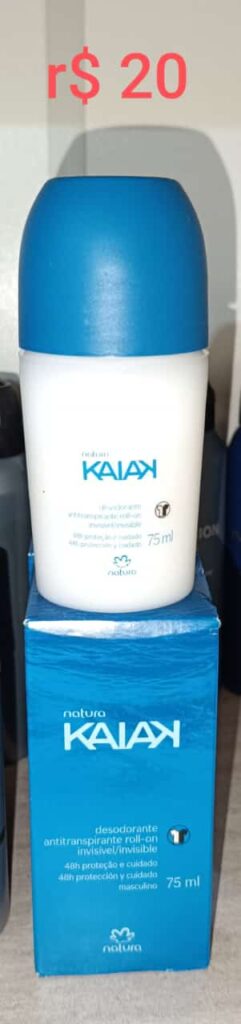 r$ 20
natura
KAIAK
desodorante
antitranspirante roll-on
invisível/invisible
48h proteção e cuidado
48h protección y cuidado
75 ml
natura
natura
KAIAK
desodorante
antitranspirante roll-on
invisível/invisible
48h proteção e cuidado
48h protección y cuidado
masculino 75 ml
natura